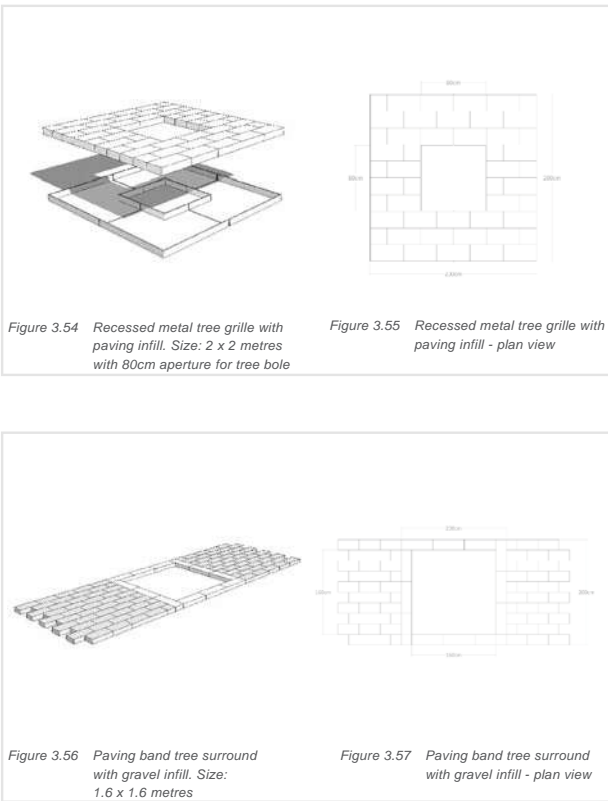 80cm
80cm
Figure 3.54 Recessed metal tree grille with
paving infill. Size: 2 x 2 metres
with 80cm aperture for tree bole
Figure 3.55 Recessed metal tree grille with
paving infill - plan view
Figure 3.56 Paving band tree surround
with gravel infill. Size:
1.6 x 1.6 metres
Figure 3.57 Paving band tree surround
with gravel infill - plan view